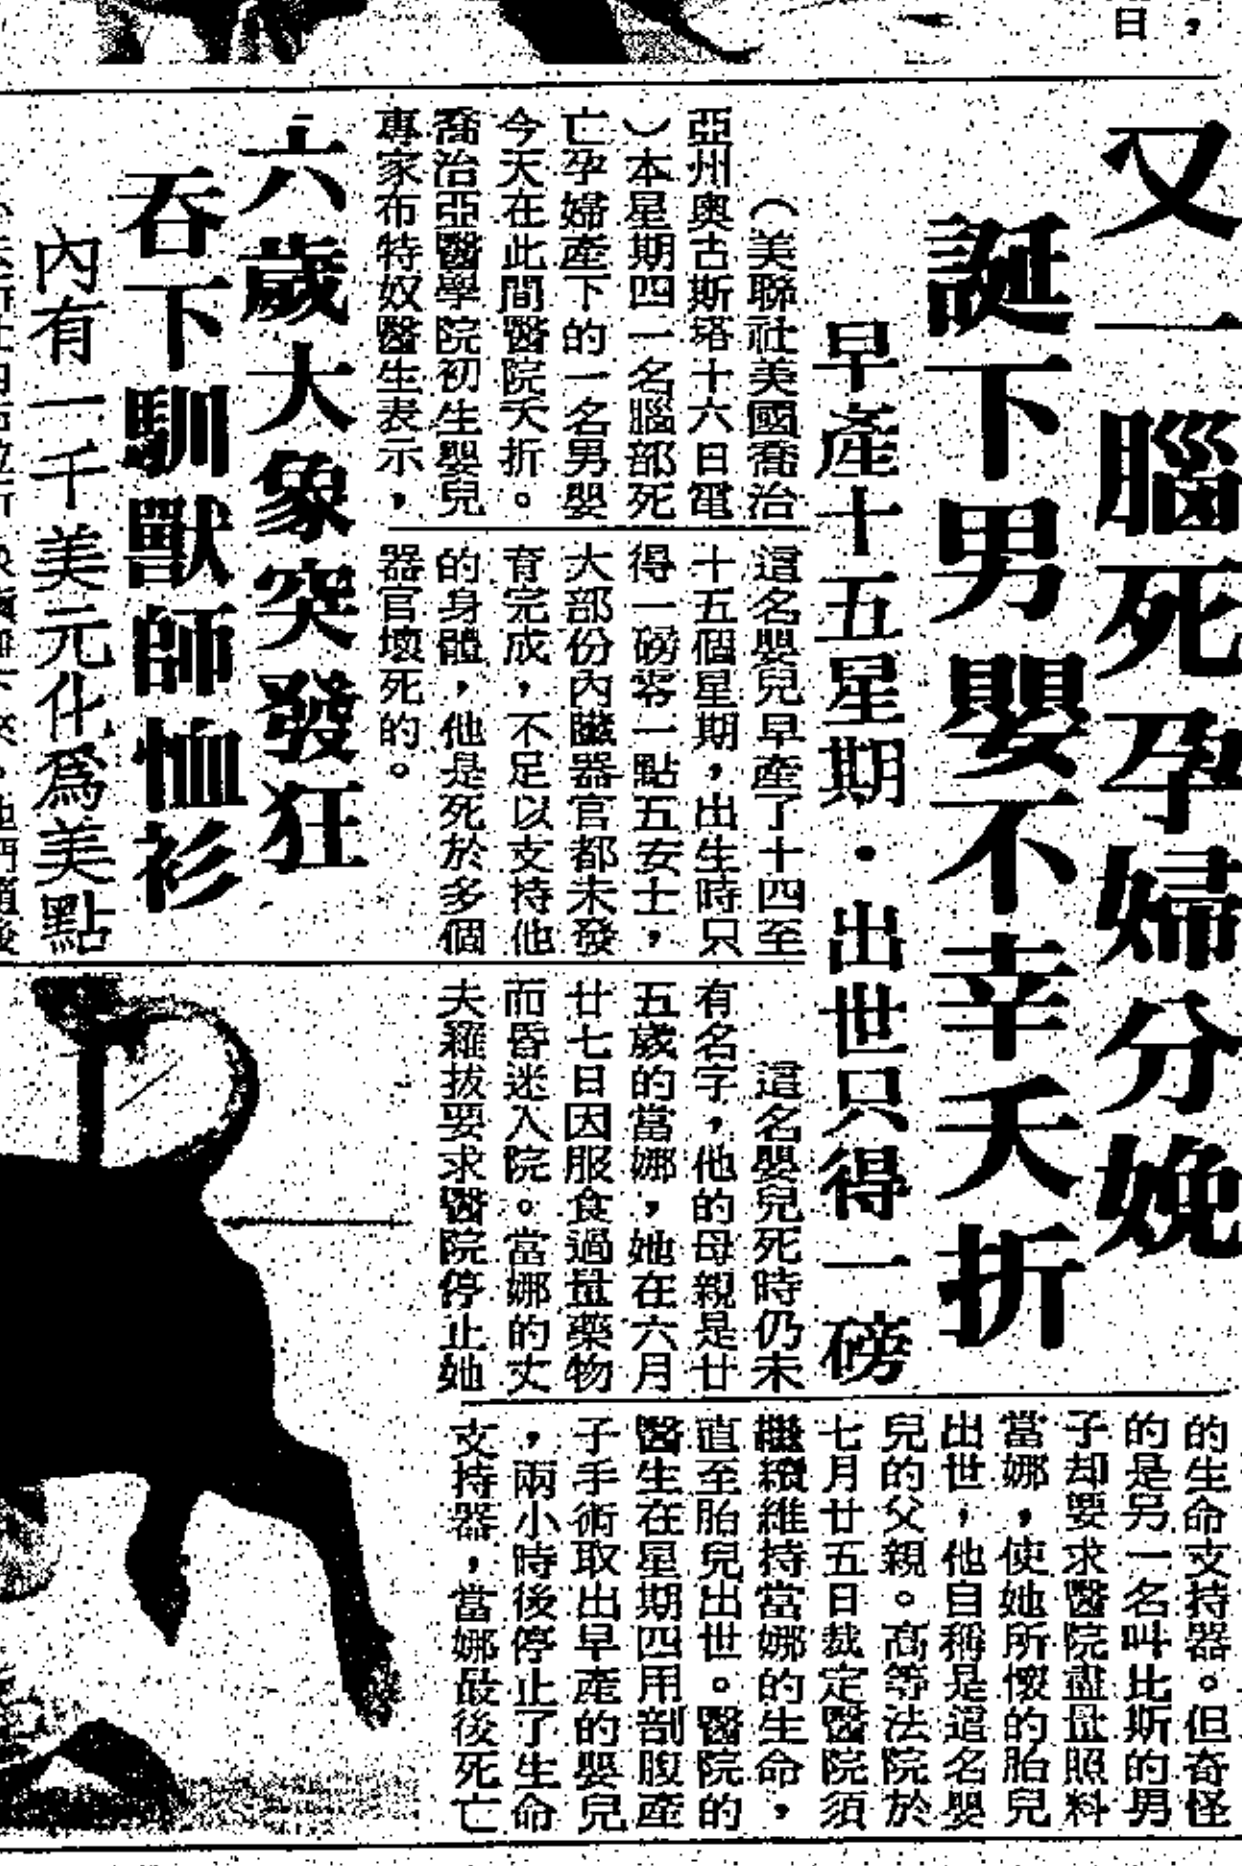 又一腦死孕婦分娩
誕下男嬰不幸夭折
早產十五星期・出世只得一磅
（美聯社美國喬治
亞州奧古斯塔十六日電
）本星期四一名腦部死
亡孕婦產下的一名男嬰
今天在此間醫院夭折。
喬治亞醫學院初生嬰兒
專家布特奴醫生表示，
這名嬰兒早產了十四至
十五個星期，出生時只
得一磅零一點五安士，
大部份內臟器官都未發
育完成，不足以支持他
的身體，他是死於多個
器官壞死的。
這名嬰兒死時仍未
有名字，他的母親是廿
五歲的當娜，她在六月
廿七日因服食過量藥物
而昏迷入院。當娜的丈
夫羅拔要求醫院停止她
的生命支持器。但奇怪
的是另一名叫比斯的男
子却要求醫院盡量照料
當娜，使她所懷的胎兒
出世，他自稱是這名嬰
兒的父親。高等法院於
七月廿五日裁定醫院須
繼續維持當娜的生命，
直至胎兒出世。醫院的
醫生在星期四用剖腹產
子手術取出早產的嬰兒
，兩小時後停止了生命
支持器，當娜最後死亡
六歲大象突發狂
吞下馴獸師恤衫
內有一千美元化為美點
日，